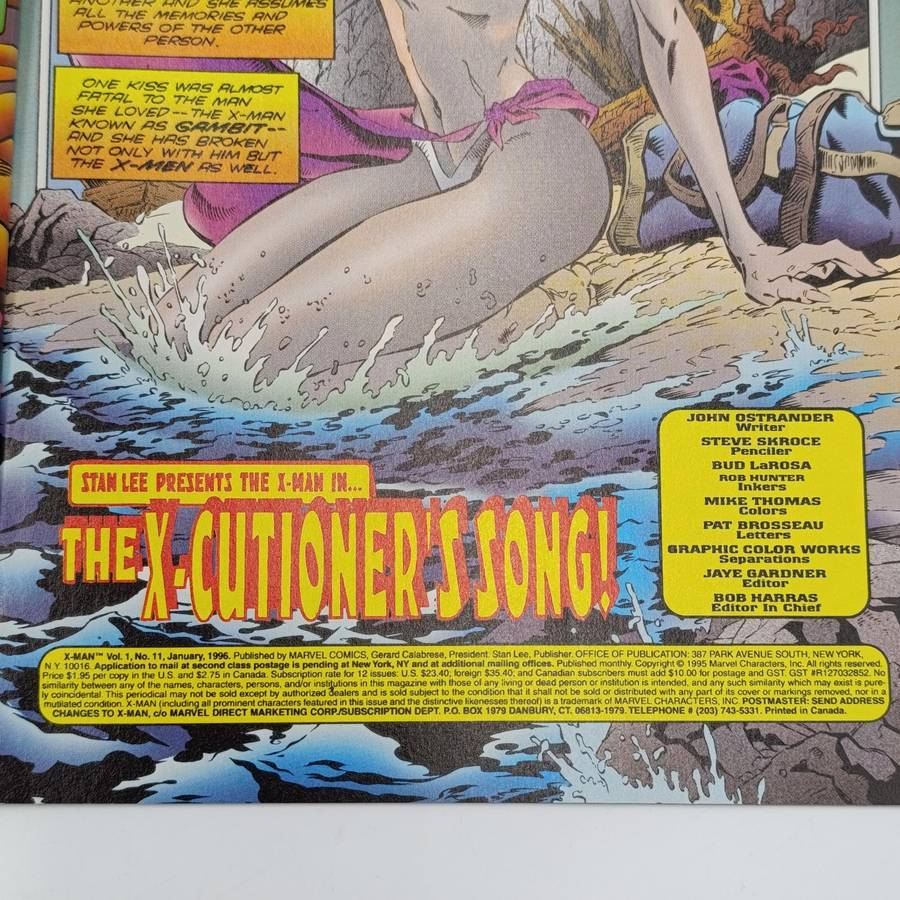 ANOTHER AND SHE ASSUMES
ALL THE MEMORIES AND
POWERS OF THE OTHER
PERSON.
ONE KISS WAS ALMOST
FATAL TO THE MAN
SHE LOVED -- THE X-MAN
KNOWN AS GAMBIT--
AND SHE HAS BROKEN
NOT ONLY WITH HIM BUT
THE X-MEN AS WELL.
JOHN OSTRANDER
Writer
STEVE SKROCE
Penciler
BUD LaROSA
ROB HUNTER
Inkers
MIKE THOMAS
Colors
PAT BROSSEAU
Letters
GRAPHIC COLOR WORKS
Separations
JAYE GARDNER
Editor
BOB HARRAS
Editor In Chief
STAN LEE PRESENTS THE X-MAN IN...
THE X-CUTIONER'S SONG!
X-MAN™ Vol. 1, No. 11, January, 1996. Published by MARVEL COMICS, Gerard Calabrese, President. Stan Lee, Publisher. OFFICE OF PUBLICATION: 387 PARK AVENUE SOUTH, NEW YORK,
N.Y. 10016. Application to mail at second class postage is pending at New York, NY and at additional mailing offices. Published monthly. Copyright © 1995 Marvel Characters, Inc. All rights reserved.
Price $1.95 per copy in the U.S. and $2.75 in Canada. Subscription rate for 12 issues: U.S. $23.40; foreign $35.40; and Canadian subscribers must add $10.00 for postage and GST. GST #R127032852. No
similarity between any of the names, characters, persons, and/or institutions in this magazine with those of any living or dead person or institution is intended, and any such similarity which may exist is pure-
ly coincidental. This periodical may not be sold except by authorized dealers and is sold subject to the condition that it shall not be sold or distributed with any part of its cover or markings removed, nor in a
mutilated condition. X-MAN (including all prominent characters featured in this issue and the distinctive likenesses thereof) is a trademark of MARVEL CHARACTERS, INC. POSTMASTER: SEND ADDRESS
CHANGES TO X-MAN, c/o MARVEL DIRECT MARKETING CORP/SUBSCRIPTION DEPT. P.O. BOX 1979 DANBURY, CT. 06813-1979. TELEPHONE # (203) 743-5331. Printed in Canada.